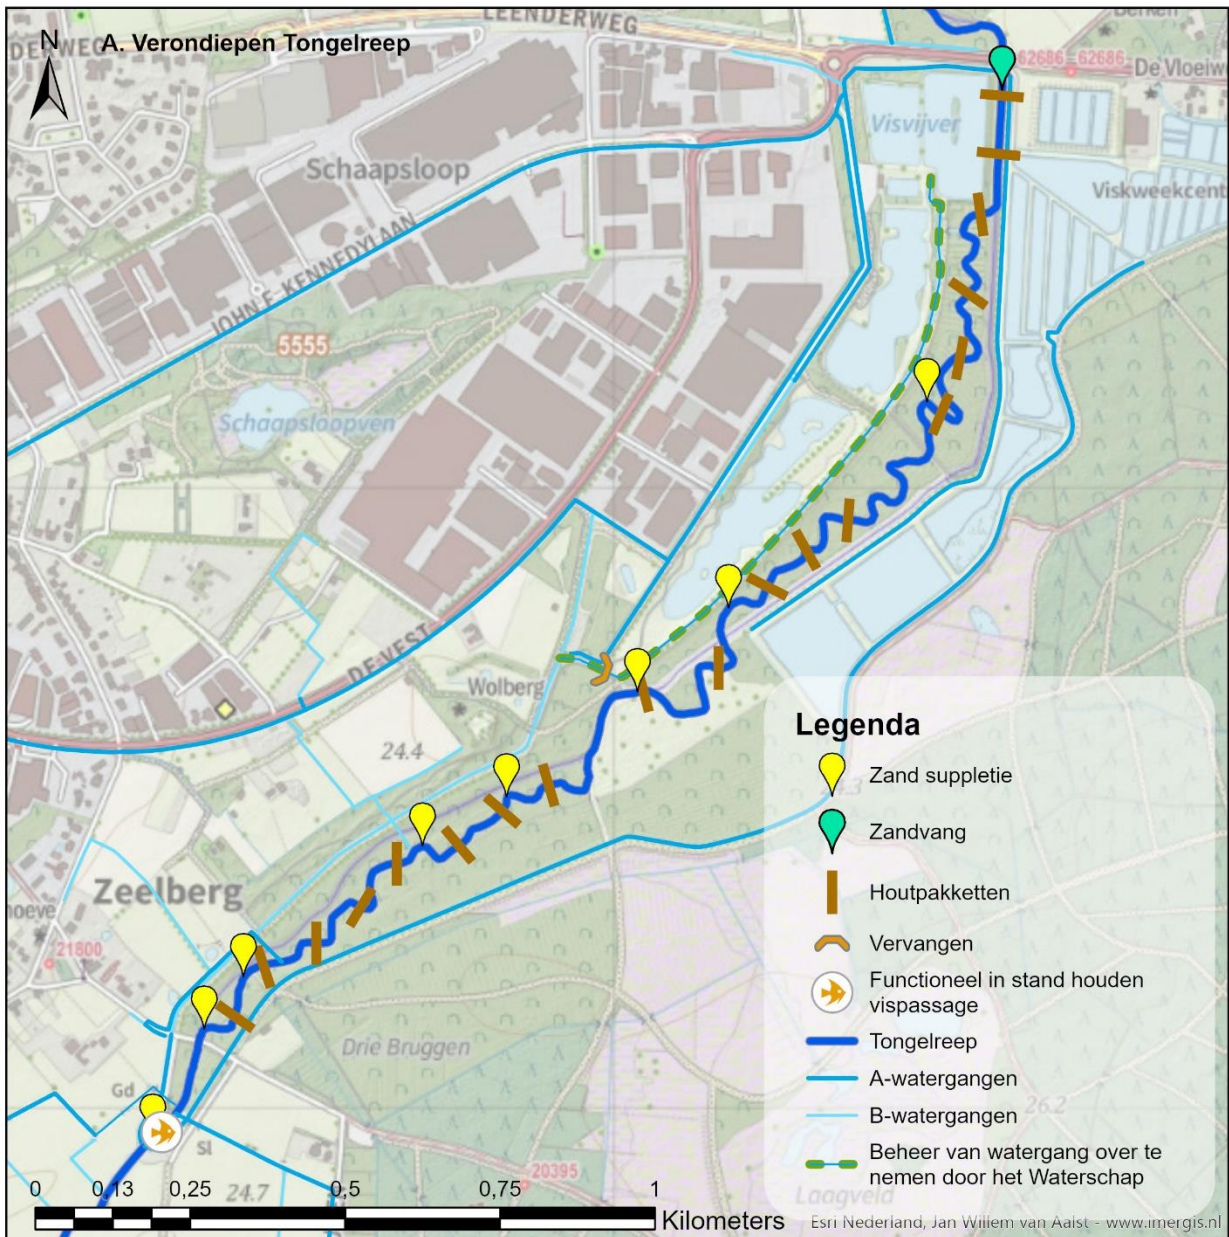 LEENDERWEG
N
A. Verondiepen Tongelreep
62686 - 62686
De Vloeiw
Visvijver
Schaapsloop
Viskweekcent
JOHN F. KENNEDYLAAN
5555
Schaapsloopven
DE VEST
Wolberg
24.4
Zeelberg
hoeve
21800
Drie Bruggen
Gd
Sl
24.7
20395
26.2
Laagveld
Legenda
Zand suppletie
Zandvang
Houtpakketten
Vervangen
Functioneel in stand houden
vispassage
Tongelreep
A-watergangen
B-watergangen
Beheer van watergang over te
nemen door het Waterschap
0 0,13 0,25 0,5 0,75 1
Kilometers
Esri Nederland, Jan Willem van Aalst - www.imergis.nl